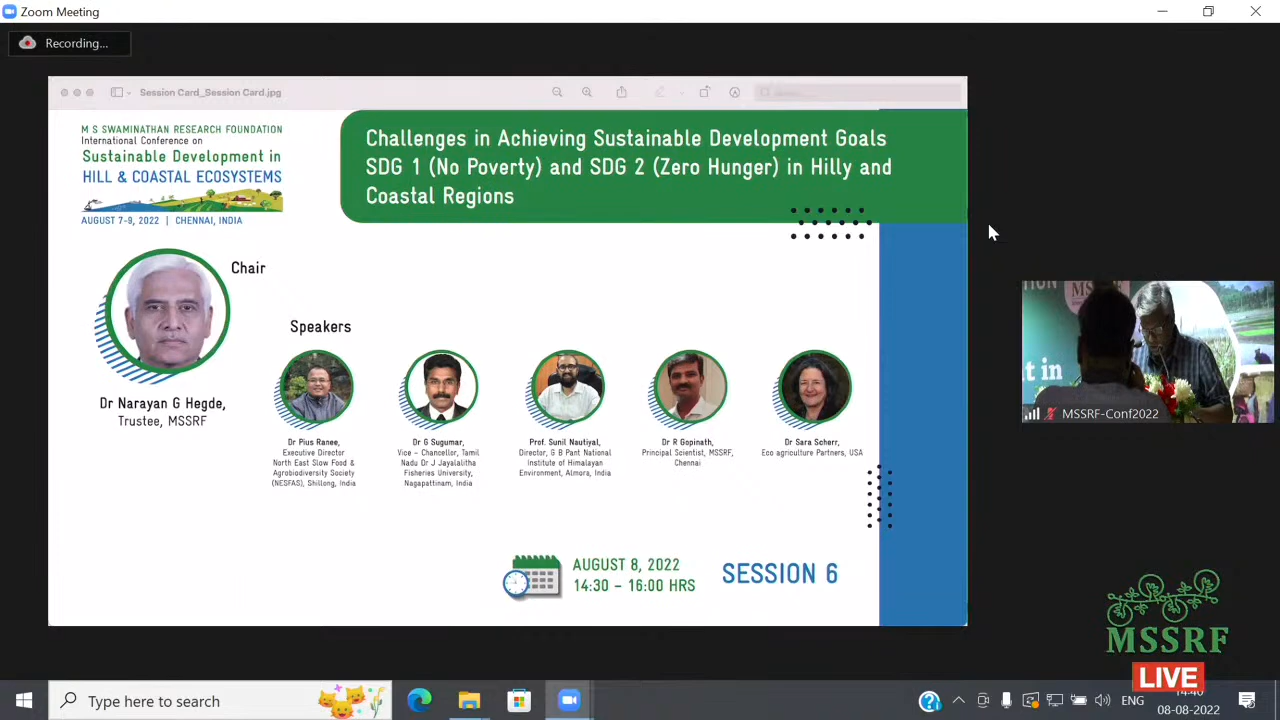 Zoom Meeting
Recording...
Session Card_Session Card.jpg
M S SWAMINATHAN RESEARCH FOUNDATION
International Conference on
Sustainable Development in
HILL & COASTAL ECOSYSTEMS
AUGUST 7-9, 2022 | CHENNAI, INDIA
Challenges in Achieving Sustainable Development Goals
SDG 1 (No Poverty) and SDG 2 (Zero Hunger) in Hilly and
Coastal Regions
Chair
Dr Narayan G Hegde,
Trustee, MSSRF
Speakers
Dr Pius Ranee,
Executive Director
North East Slow Food &
Agrobiodiversity Society
(NESFAS), Shillong, India
Dr G Sugumar,
Vice – Chancellor, Tamil
Nadu Dr J Jayalalitha
Fisheries University,
Nagapattinam, India
Prof. Sunil Nautiyal,
Director, G B Pant National
Institute of Himalayan
Environment, Almora, India
Dr R Gopinath,
Principal Scientist, MSSRF,
Chennai
Dr Sara Scherr,
Eco agriculture Partners, USA
AUGUST 8, 2022
14:30 – 16:00 HRS
SESSION 6
t in
MSSRF-Conf2022
MSSRF
LIVE
Type here to search
ENG
14:40
08-08-2022